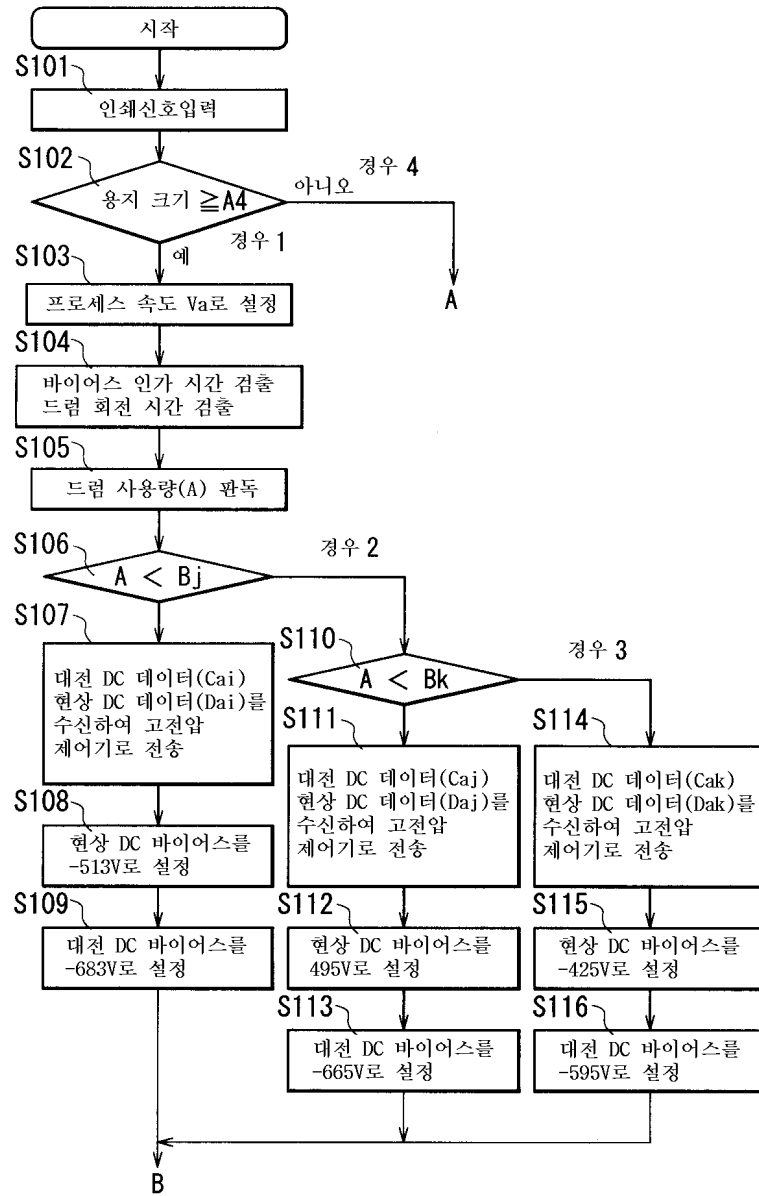 시작
S101
인쇄신호입력
S102
용지 크기 ≧A4
아니오
경우 4
경우 1
예
A
S103
프로세스 속도 Va로 설정
S104
바이어스 인가 시간 검출
드럼 회전 시간 검출
S105
드럼 사용량(A) 판독
S106
A < Bj
경우 2
S107
대전 DC 데이터(Cai)
현상 DC 데이터(Dai)를
수신하여 고전압
제어기로 전송
S108
현상 DC 바이어스를
-513V로 설정
S109
대전 DC 바이어스를
-683V로 설정
S110
A < Bk
경우 3
S111
대전 DC 데이터(Caj)
현상 DC 데이터(Daj)를
수신하여 고전압
제어기로 전송
S112
현상 DC 바이어스를
495V로 설정
S113
대전 DC 바이어스를
-665V로 설정
S114
대전 DC 데이터(Cak)
현상 DC 데이터(Dak)를
수신하여 고전압
제어기로 전송
S115
현상 DC 바이어스를
-425V로 설정
S116
대전 DC 바이어스를
-595V로 설정
B